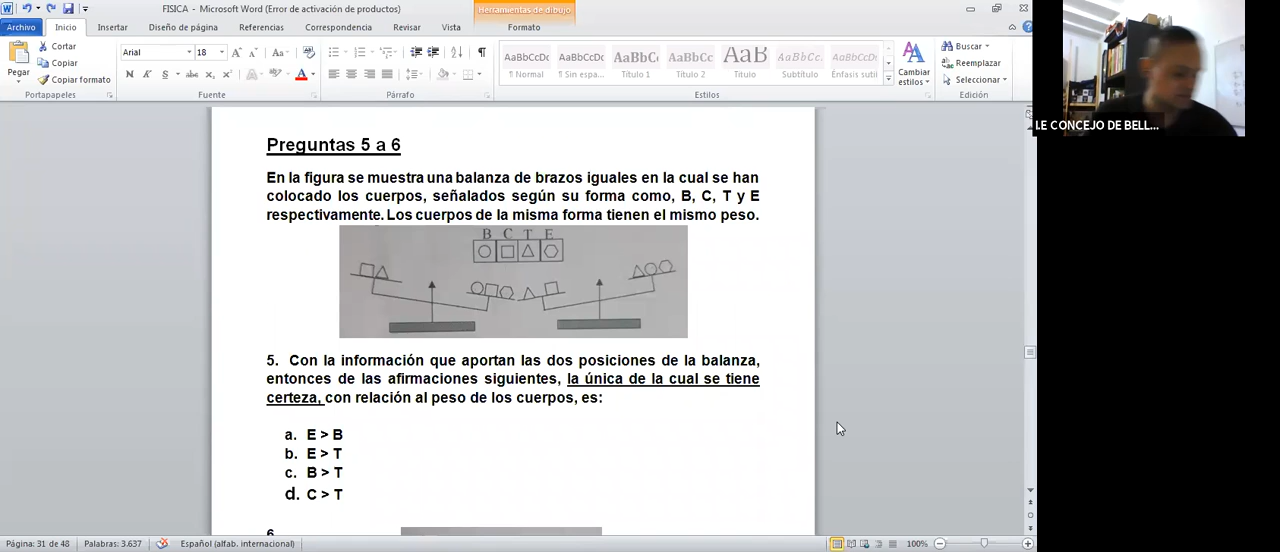 FISICA - Microsoft Word (Error de activación de productos)
Herramientas de dibujo
Archivo Inicio Insertar Diseño de página Referencias Correspondencia Revisar Vista Formato
Pegar
Cortar
Copiar
Copiar formato
Portapapeles
Arial 18
Fuente
Párrafo
AaBbCcDc AaBbCcDc AaBbC AaBbCc AaB AaBbCc. AaBbCcDc
¶ Normal ¶ Sin espa... Título 1 Título 2 Título Subtítulo Énfasis sutil
Estilos
Cambiar
estilos
Buscar
Reemplazar
Seleccionar
Edición
I.E CONCEJO DE BELL...
Preguntas 5 a 6
En la figura se muestra una balanza de brazos iguales en la cual se han
colocado los cuerpos, señalados según su forma como, B, C, T y E
respectivamente. Los cuerpos de la misma forma tienen el mismo peso.
B C T E
5. Con la información que aportan las dos posiciones de la balanza,
entonces de las afirmaciones siguientes, la única de la cual se tiene
certeza, con relación al peso de los cuerpos, es:
a. E > B
b. E > T
c. B > T
d. C > T
6.
Página: 31 de 48 Palabras: 3.637 Español (alfab. internacional) 100%